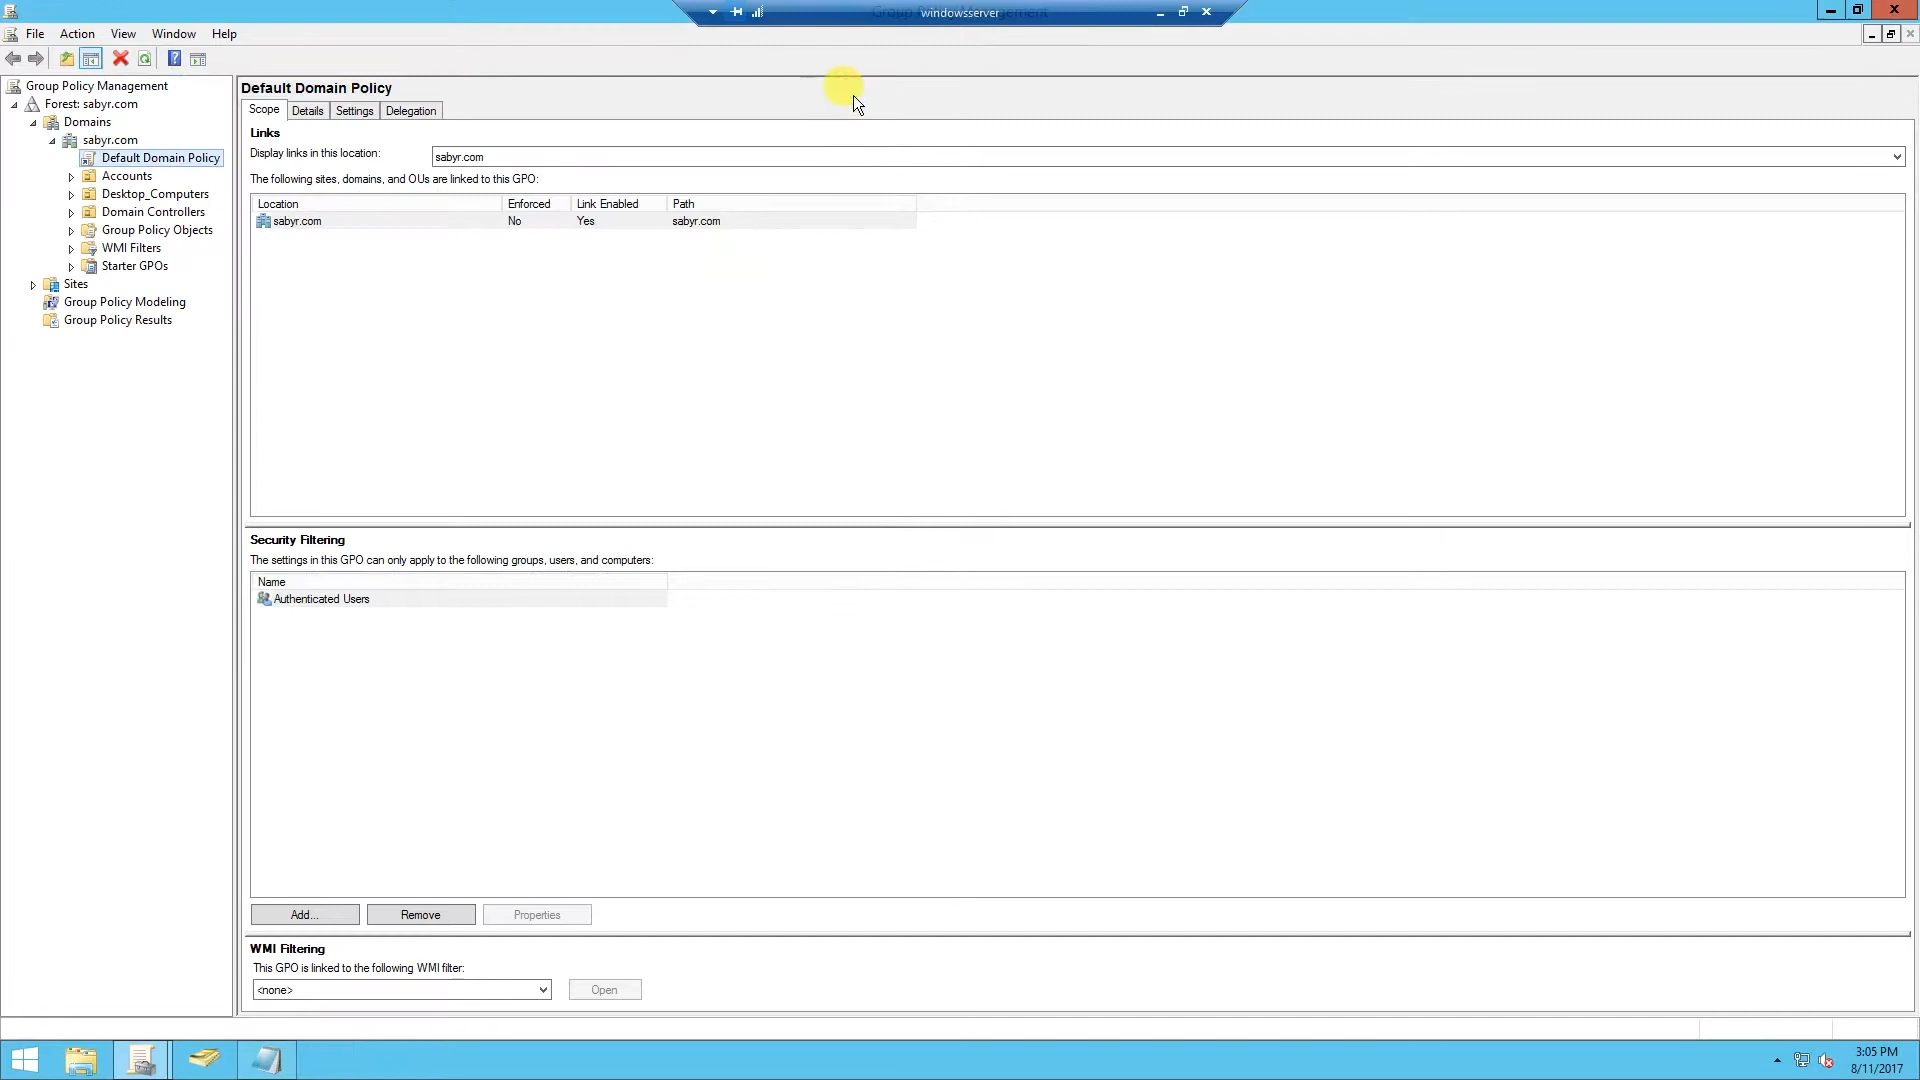 Group Policy Management
windowsserver
File Action View Window Help
Group Policy Management
Forest: sabyr.com
Domains
sabyr.com
Default Domain Policy
Accounts
Desktop_Computers
Domain Controllers
Group Policy Objects
WMI Filters
Starter GPOs
Sites
Group Policy Modeling
Group Policy Results
Default Domain Policy
Scope Details Settings Delegation
Links
Display links in this location: sabyr.com
The following sites, domains, and OUs are linked to this GPO:
Location Enforced Link Enabled Path
sabyr.com No Yes sabyr.com
Security Filtering
The settings in this GPO can only apply to the following groups, users, and computers:
Name
Authenticated Users
Add... Remove Properties
WMI Filtering
This GPO is linked to the following WMI filter:
<none> Open
3:05 PM
8/11/2017